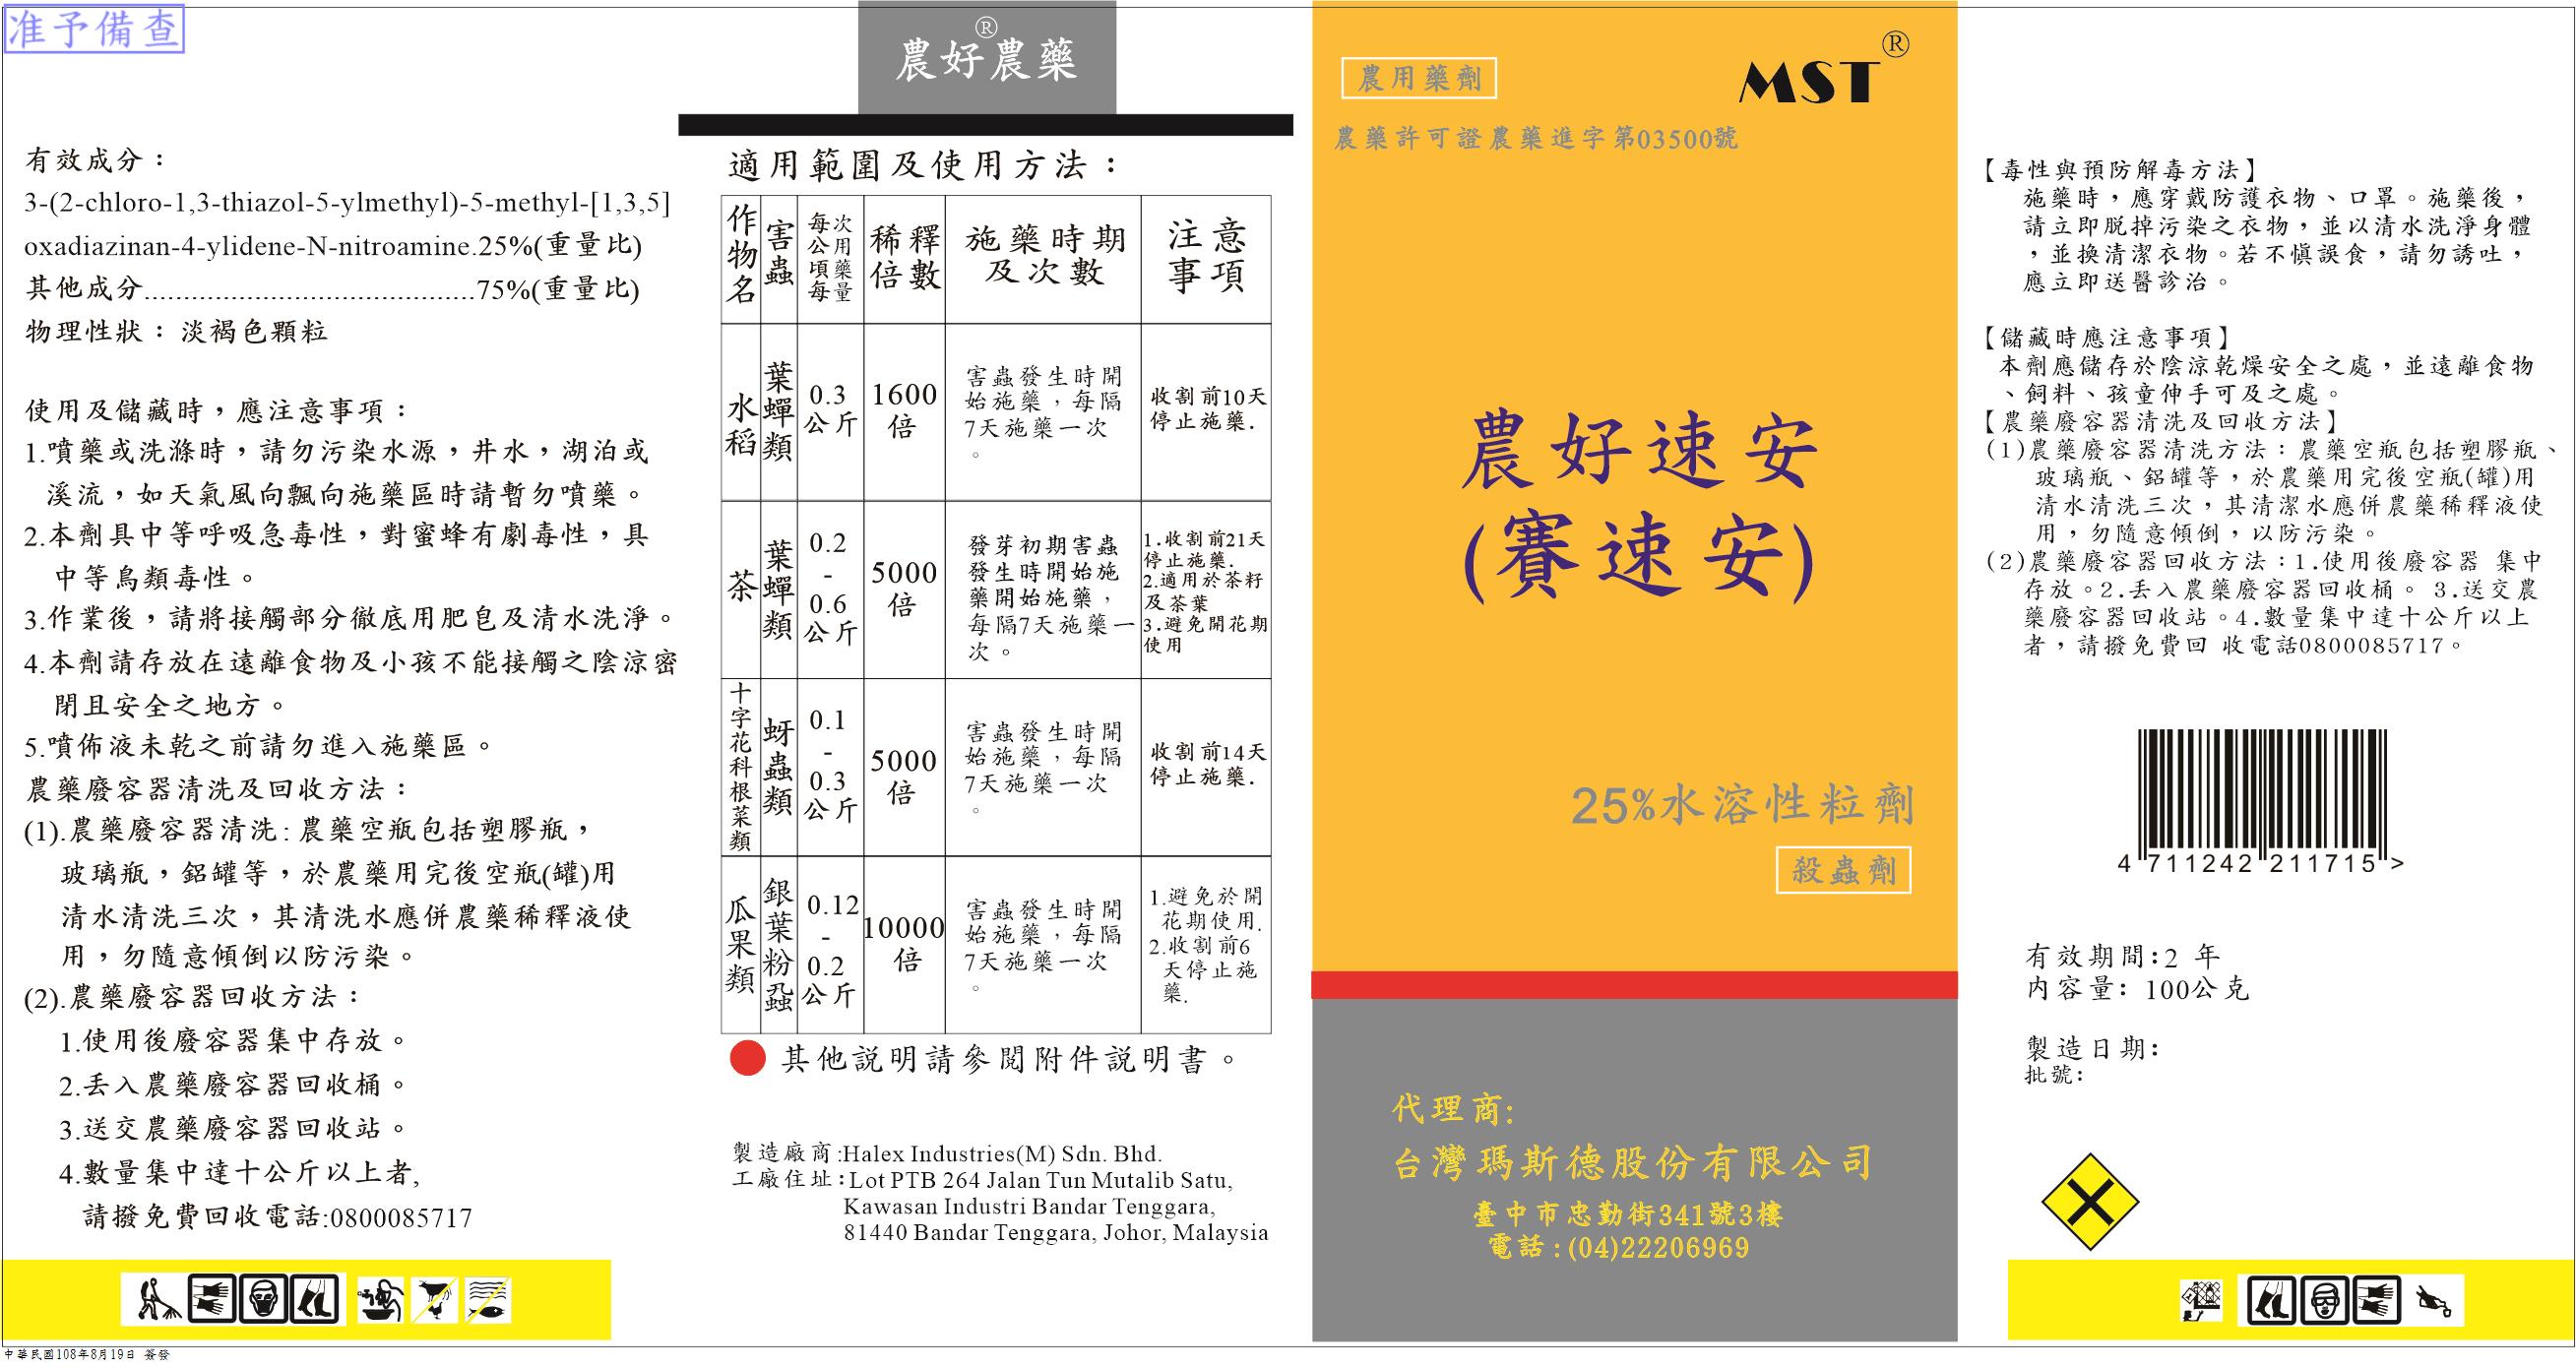 准予備查
有效成分：
3-(2-chloro-1,3-thiazol-5-ylmethyl)-5-methyl-[1,3,5]
oxadiazinan-4-ylidene-N-nitroamine.25%(重量比)
其他成分..........................................75%(重量比)
物理性狀：淡褐色顆粒
使用及儲藏時，應注意事項：
1.噴藥或洗滌時，請勿污染水源，井水，湖泊或
溪流，如天氣風向飄向施藥區時請暫勿噴藥。
2.本劑具中等呼吸急毒性，對蜜蜂有劇毒性，具
中等鳥類毒性。
3.作業後，請將接觸部分徹底用肥皂及清水洗淨。
4.本劑請存放在遠離食物及小孩不能接觸之陰涼密
閉且安全之地方。
5.噴佈液未乾之前請勿進入施藥區。
農藥廢容器清洗及回收方法：
(1).農藥廢容器清洗:農藥空瓶包括塑膠瓶，
玻璃瓶，鋁罐等，於農藥用完後空瓶(罐)用
清水清洗三次，其清洗水應併農藥稀釋液使
用，勿隨意傾倒以防污染。
(2).農藥廢容器回收方法：
1.使用後廢容器集中存放。
2.丟入農藥廢容器回收桶。
3.送交農藥廢容器回收站。
4.數量集中達十公斤以上者,
請撥免費回收電話:0800085717
中華民國108年8月19日 簽發
農好®農藥
適用範圍及使用方法：
作物名 害蟲 每公頃每次用藥量 稀釋倍數 施藥時期及次數 注意事項
水稻 葉蟬類 0.3公斤 1600倍 害蟲發生時開始施藥，每隔7天施藥一次。 收割前10天停止施藥.
茶 葉蟬類 0.2-0.6公斤 5000倍 發芽初期害蟲發生時開始施藥開始施藥，每隔7天施藥一次。 1.收割前21天停止施藥. 2.適用於茶籽及茶葉 3.避免開花期使用
十字花科根菜類 蚜蟲類 0.1-0.3公斤 5000倍 害蟲發生時開始施藥，每隔7天施藥一次。 收割前14天停止施藥.
瓜果類 銀葉粉蝨 0.12-0.2公斤 10000倍 害蟲發生時開始施藥，每隔7天施藥一次。 1.避免於開花期使用. 2.收割前6天停止施藥.
其他說明請參閱附件說明書。
製造廠商:Halex Industries(M) Sdn. Bhd.
工廠住址:Lot PTB 264 Jalan Tun Mutalib Satu,
Kawasan Industri Bandar Tenggara,
81440 Bandar Tenggara, Johor, Malaysia
農用藥劑
MST®
農藥許可證農藥進字第03500號
農好速安
(賽速安)
25%水溶性粒劑
殺蟲劑
代理商:
台灣瑪斯德股份有限公司
臺中市忠勤街341號3樓
電話:(04)22206969
【毒性與預防解毒方法】
施藥時，應穿戴防護衣物、口罩。施藥後，
請立即脫掉污染之衣物，並以清水洗淨身體
，並換清潔衣物。若不慎誤食，請勿誘吐，
應立即送醫診治。
【儲藏時應注意事項】
本劑應儲存於陰涼乾燥安全之處，並遠離食物
、飼料、孩童伸手可及之處。
【農藥廢容器清洗及回收方法】
(1)農藥廢容器清洗方法：農藥空瓶包括塑膠瓶、
玻璃瓶、鋁罐等，於農藥用完後空瓶(罐)用
清水清洗三次，其清潔水應併農藥稀釋液使
用，勿隨意傾倒，以防污染。
(2)農藥廢容器回收方法：1.使用後廢容器 集中
存放。2.丟入農藥廢容器回收桶。 3.送交農
藥廢容器回收站。4.數量集中達十公斤以上
者，請撥免費回 收電話0800085717。
4 711242 211715 >
有效期間:2 年
內容量: 100公克
製造日期:
批號: